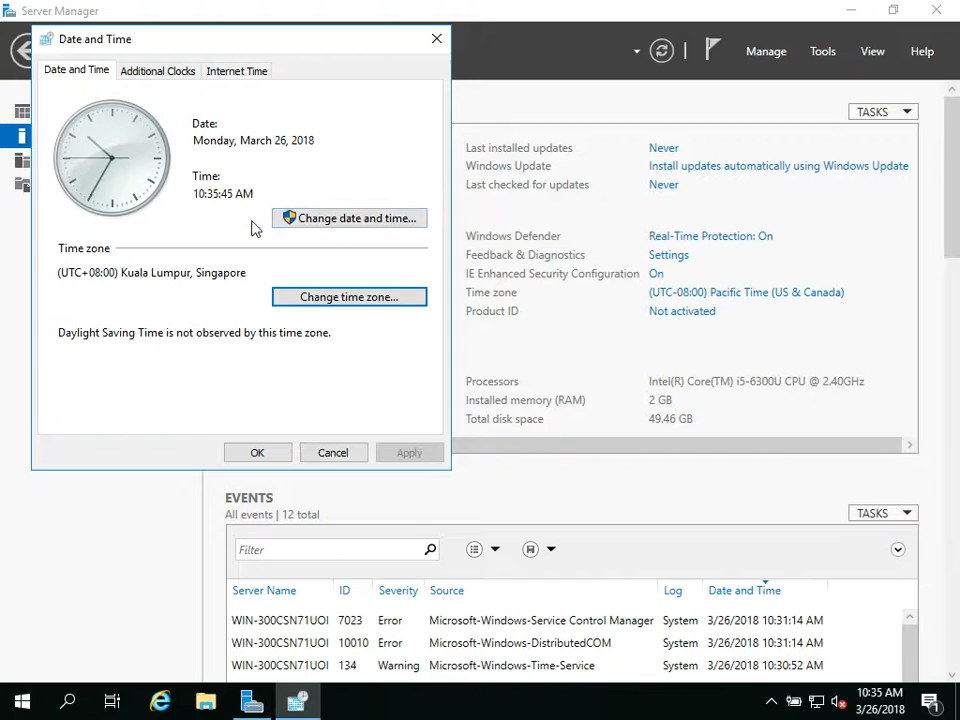 Server Manager
Date and Time
Manage
Tools
View
Help
Date and Time
Additional Clocks
Internet Time
Date:
Monday, March 26, 2018
Time:
10:35:45 AM
Change date and time...
Time zone
(UTC+08:00) Kuala Lumpur, Singapore
Change time zone...
Daylight Saving Time is not observed by this time zone.
OK
Cancel
Apply
TASKS
Last installed updates
Never
Windows Update
Install updates automatically using Windows Update
Last checked for updates
Never
Windows Defender
Real-Time Protection: On
Feedback & Diagnostics
Settings
IE Enhanced Security Configuration
On
Time zone
(UTC-08:00) Pacific Time (US & Canada)
Product ID
Not activated
Processors
Intel(R) Core(TM) i5-6300U CPU @ 2.40GHz
Installed memory (RAM)
2 GB
Total disk space
49.46 GB
EVENTS
All events | 12 total
TASKS
Filter
Server Name
ID
Severity
Source
Log
Date and Time
WIN-300CSN71UOI
7023
Error
Microsoft-Windows-Service Control Manager
System
3/26/2018 10:31:14 AM
WIN-300CSN71UOI
10010
Error
Microsoft-Windows-DistributedCOM
System
3/26/2018 10:31:14 AM
WIN-300CSN71UOI
134
Warning
Microsoft-Windows-Time-Service
System
3/26/2018 10:30:52 AM
10:35 AM
3/26/2018
1